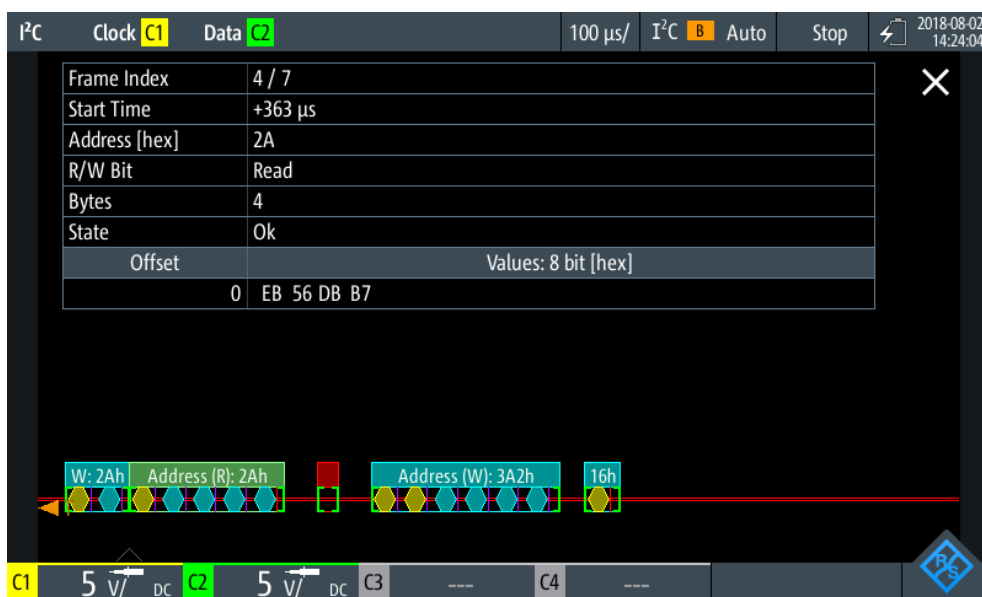 I²C Clock C1 Data C2 100 µs/ I²C B Auto Stop 2018-08-02
14:24:04
Frame Index 4 / 7
Start Time +363 µs
Address [hex] 2A
R/W Bit Read
Bytes 4
State Ok
Offset Values: 8 bit [hex]
0 EB 56 DB B7
W: 2Ah Address (R): 2Ah Address (W): 3A2h 16h
C1 5 V/ DC C2 5 V/ DC C3 --- C4 --- R&S